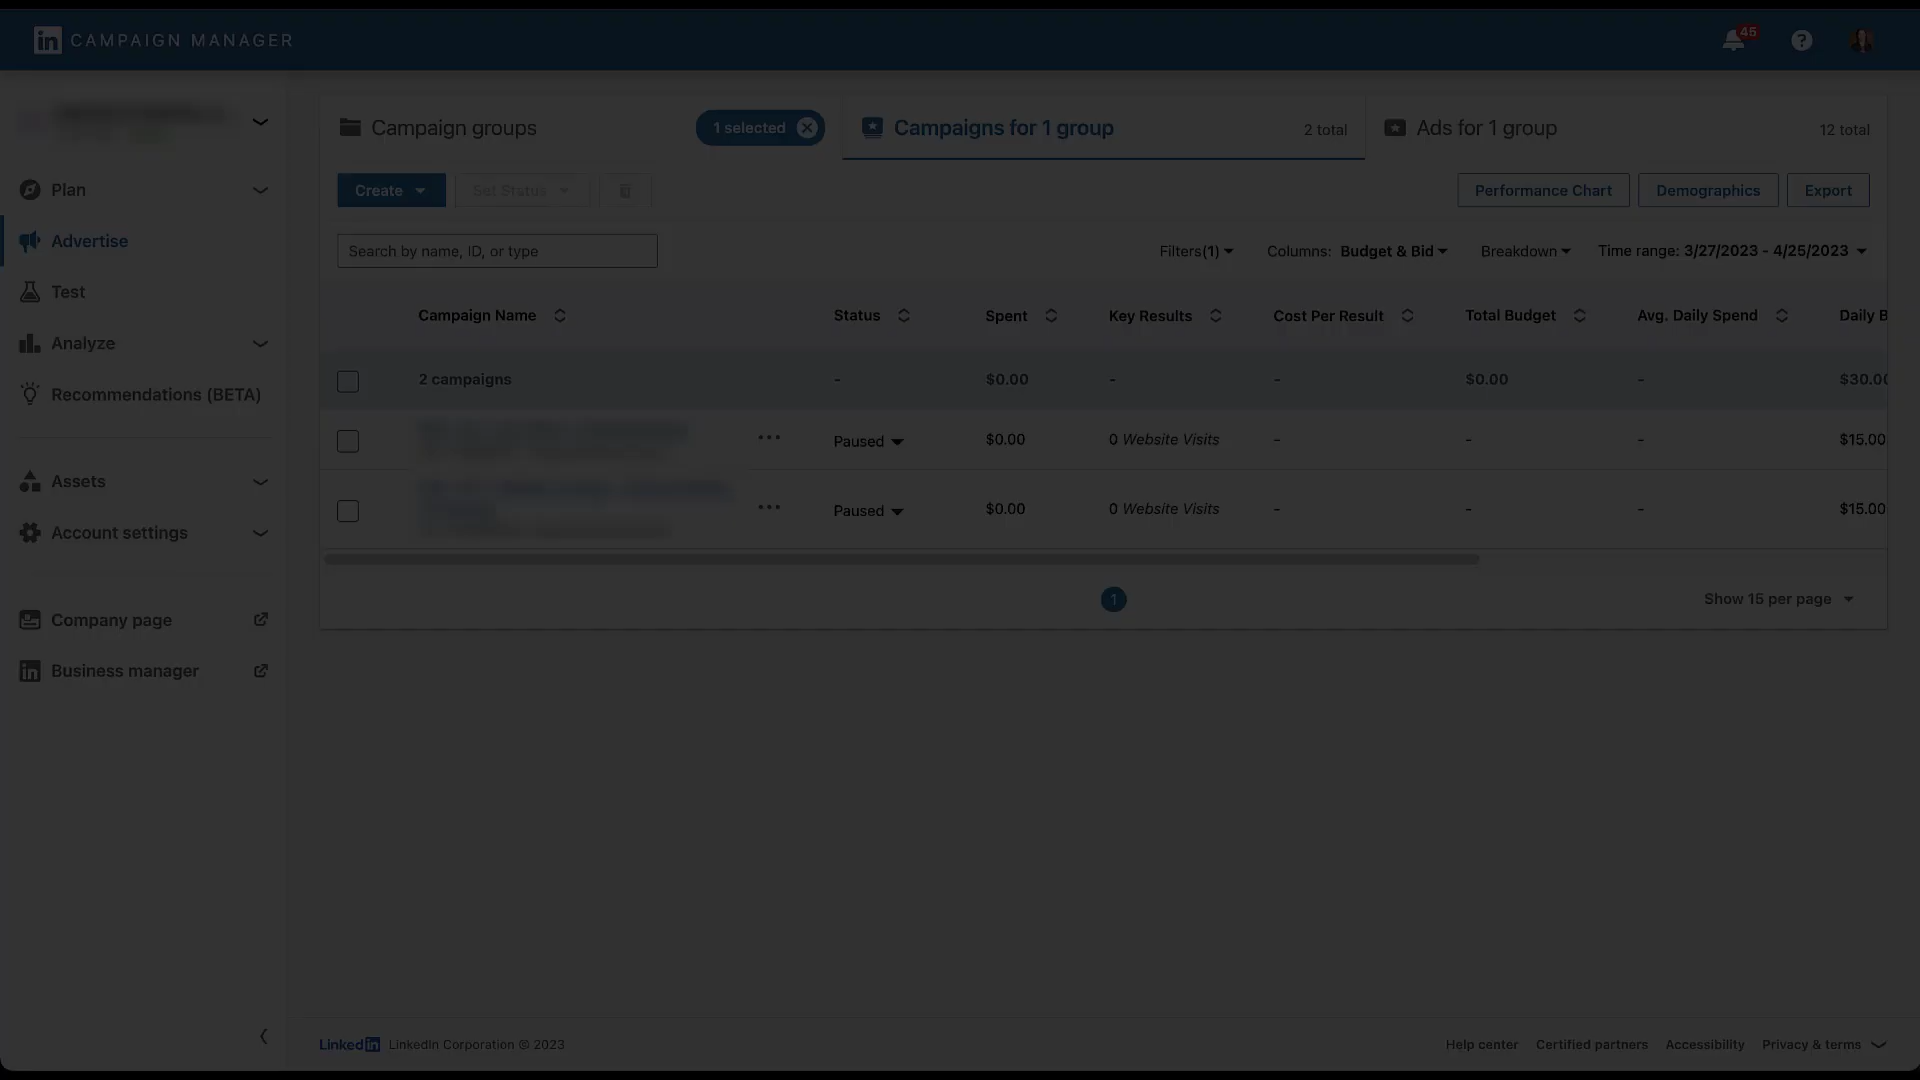 in CAMPAIGN MANAGER
45
Plan
Advertise
Test
Analyze
Recommendations (BETA)
Assets
Account settings
Company page
Business manager
Campaign groups
1 selected
Campaigns for 1 group
2 total
Ads for 1 group
12 total
Create
Set Status
Performance Chart
Demographics
Export
Search by name, ID, or type
Filters(1)
Columns: Budget & Bid
Breakdown
Time range: 3/27/2023 - 4/25/2023
Campaign Name Status Spent Key Results Cost Per Result Total Budget Avg. Daily Spend Daily B
2 campaigns - $0.00 - - $0.00 - $30.00
Paused $0.00 0 Website Visits - - - $15.00
Paused $0.00 0 Website Visits - - - $15.00
1
Show 15 per page
LinkedIn LinkedIn Corporation © 2023
Help center Certified partners Accessibility Privacy & terms